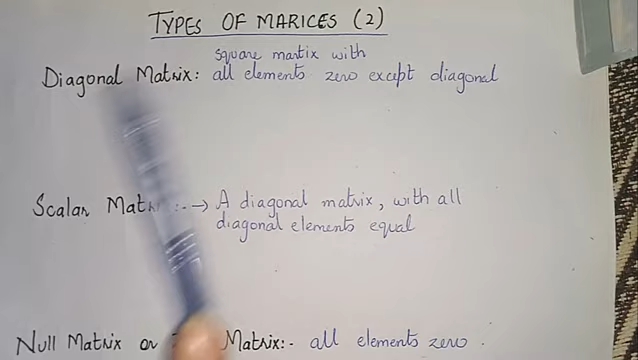 TYPES OF MARICES (2)
square martix with
Diagonal Matrix: all elements zero except diagonal
Scalar Mat :- → A diagonal matrix, with all
diagonal elements equal
Null Matrix or Matrix:- all elements zero.